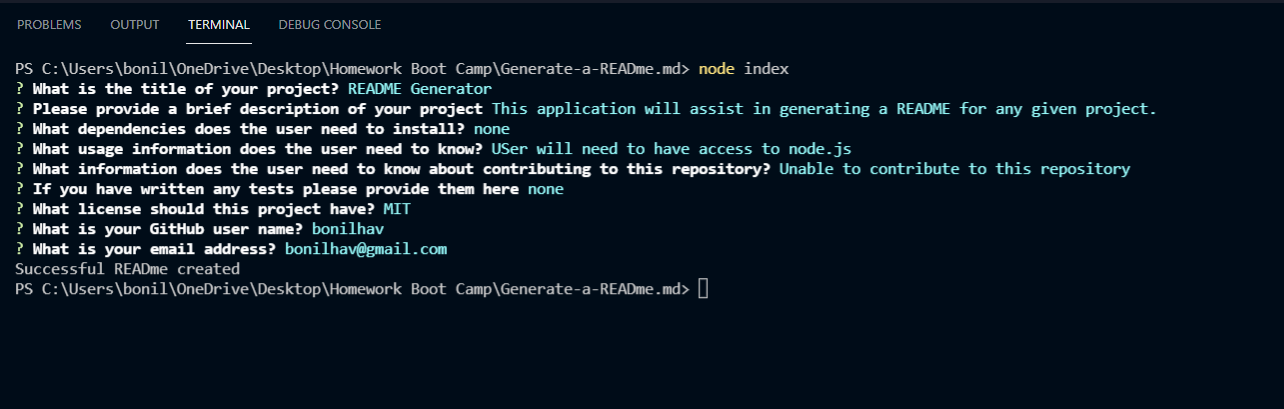 PROBLEMS OUTPUT TERMINAL DEBUG CONSOLE
PS C:\Users\bonil\OneDrive\Desktop\Homework Boot Camp\Generate-a-READme.md> node index
? What is the title of your project? README Generator
? Please provide a brief description of your project This application will assist in generating a README for any given project.
? What dependencies does the user need to install? none
? What usage information does the user need to know? USer will need to have access to node.js
? What information does the user need to know about contributing to this repository? Unable to contribute to this repository
? If you have written any tests please provide them here none
? What license should this project have? MIT
? What is your GitHub user name? bonilhav
? What is your email address? bonilhav@gmail.com
Successful READme created
PS C:\Users\bonil\OneDrive\Desktop\Homework Boot Camp\Generate-a-READme.md>